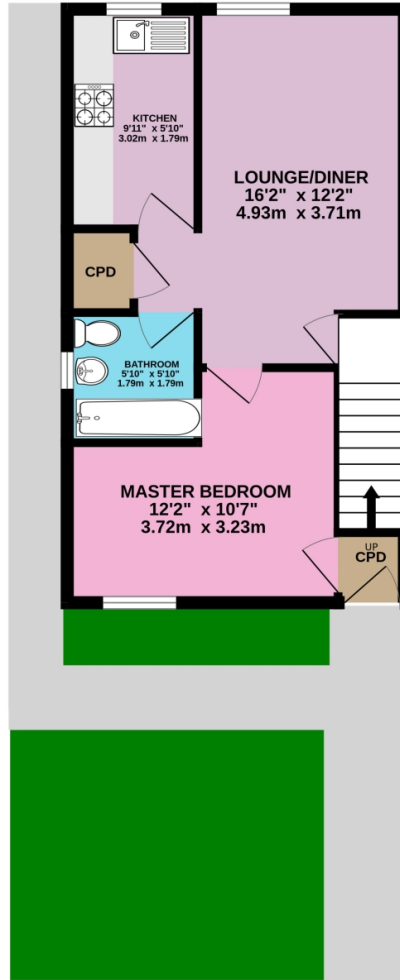 KITCHEN
9'11" x 5'10"
3.02m x 1.79m
LOUNGE/DINER
16'2" x 12'2"
4.93m x 3.71m
CPD
BATHROOM
5'10" x 5'10"
1.79m x 1.79m
MASTER BEDROOM
12'2" x 10'7"
3.72m x 3.23m
UP
CPD